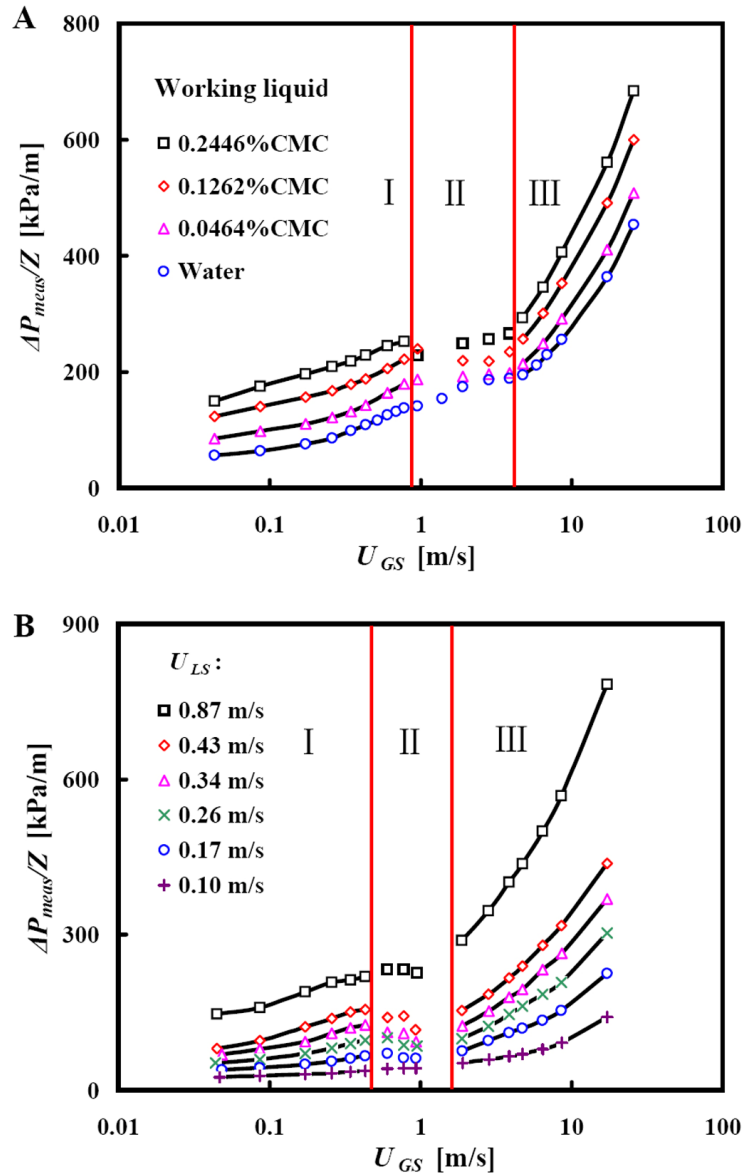 A
800
600
400
200
0
ΔP_meas/Z [kPa/m]
Working liquid
0.2446%CMC
0.1262%CMC
0.0464%CMC
Water
I
II
III
0.01
0.1
1
10
100
U_GS [m/s]
B
900
600
300
0
ΔP_meas/Z [kPa/m]
U_LS:
0.87 m/s
0.43 m/s
0.34 m/s
0.26 m/s
0.17 m/s
0.10 m/s
I
II
III
0.01
0.1
1
10
100
U_GS [m/s]